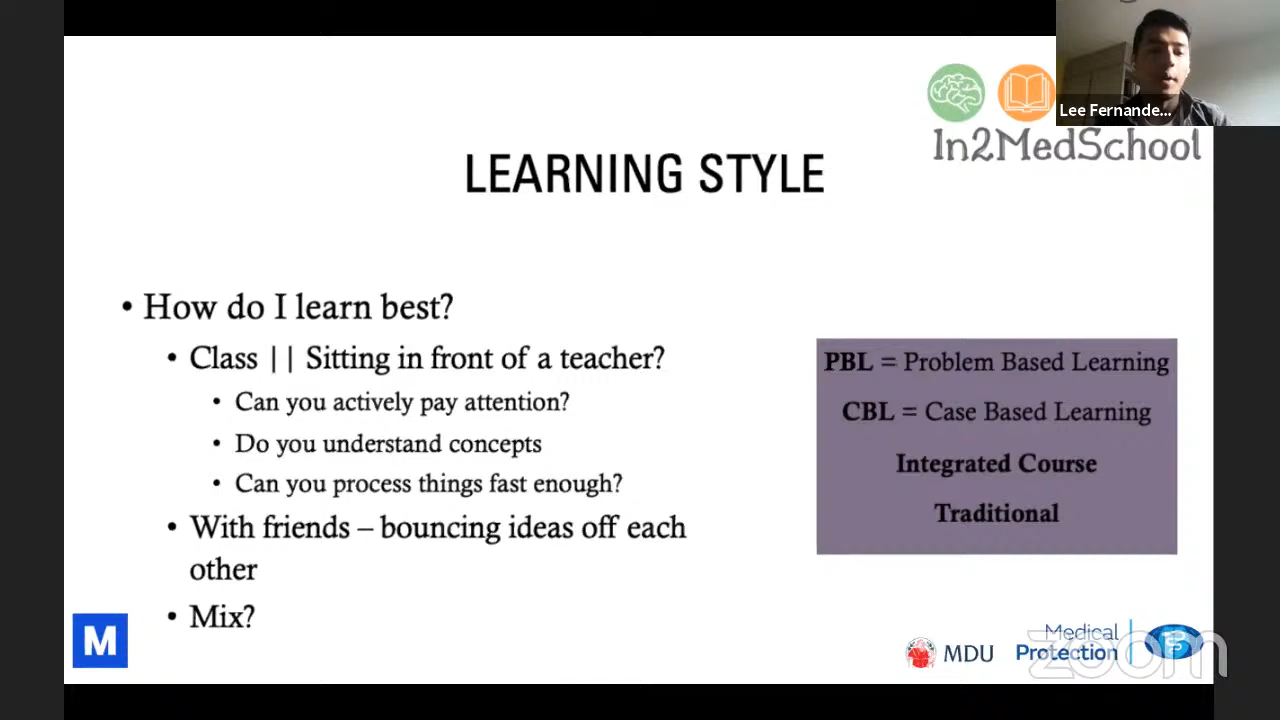 Lee Fernande...
In2MedSchool
LEARNING STYLE
• How do I learn best?
• Class || Sitting in front of a teacher?
• Can you actively pay attention?
• Do you understand concepts
• Can you process things fast enough?
• With friends – bouncing ideas off each
other
• Mix?
PBL = Problem Based Learning
CBL = Case Based Learning
Integrated Course
Traditional
M
MDU
Medical
Protection
zoom